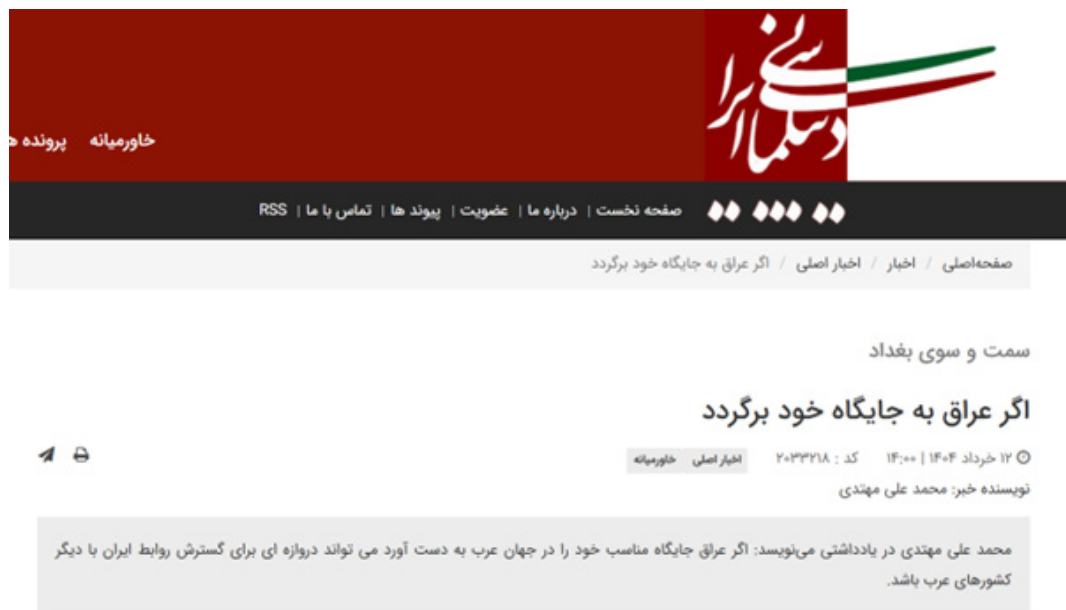 دیپلماسی ایرانی
خاورمیانه پرونده ه
صفحه نخست | درباره ما | عضویت | پیوند ها | تماس با ما | RSS
صفحه‌اصلی / اخبار / اخبار اصلی / اگر عراق به جایگاه خود برگردد
سمت و سوی بغداد
اگر عراق به جایگاه خود برگردد
۱۲ خرداد ۱۴۰۴ | ۱۴:۰۰ کد : ۲۰۳۳۲۱۸ اخبار اصلی خاورمیانه
نویسنده خبر: محمد علی مهتدی
محمد علی مهتدی در یادداشتی می‌نویسد: اگر عراق جایگاه مناسب خود را در جهان عرب به دست آورد می تواند دروازه ای برای گسترش روابط ایران با دیگر
کشورهای عرب باشد.